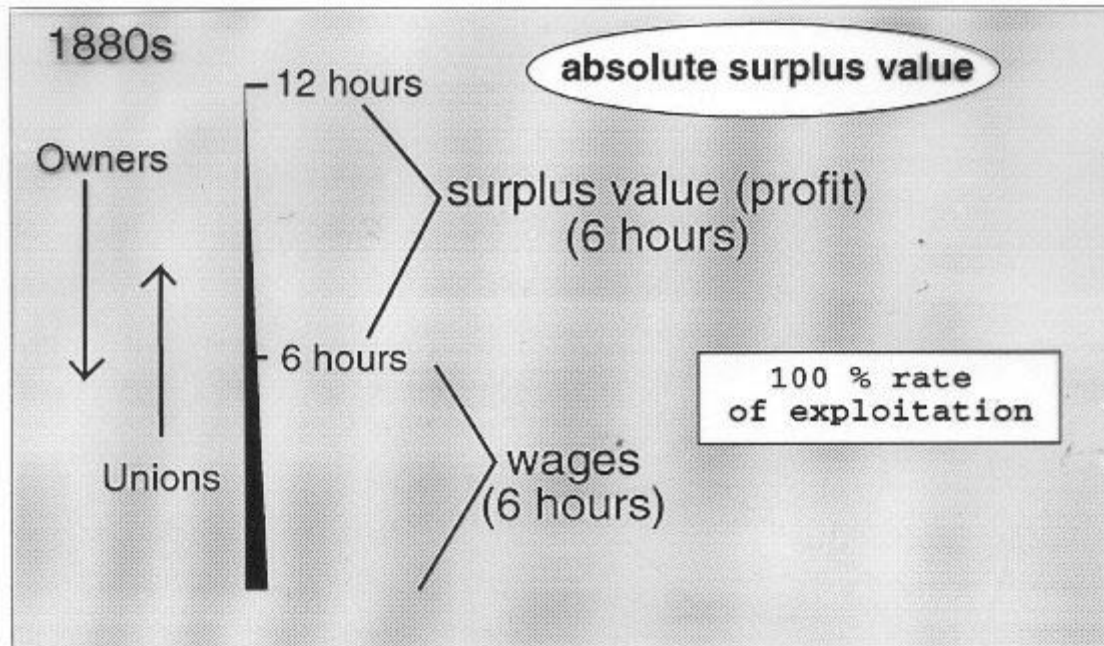 1880s
absolute surplus value
12 hours
Owners
surplus value (profit)
(6 hours)
6 hours
100 % rate
of exploitation
Unions
wages
(6 hours)